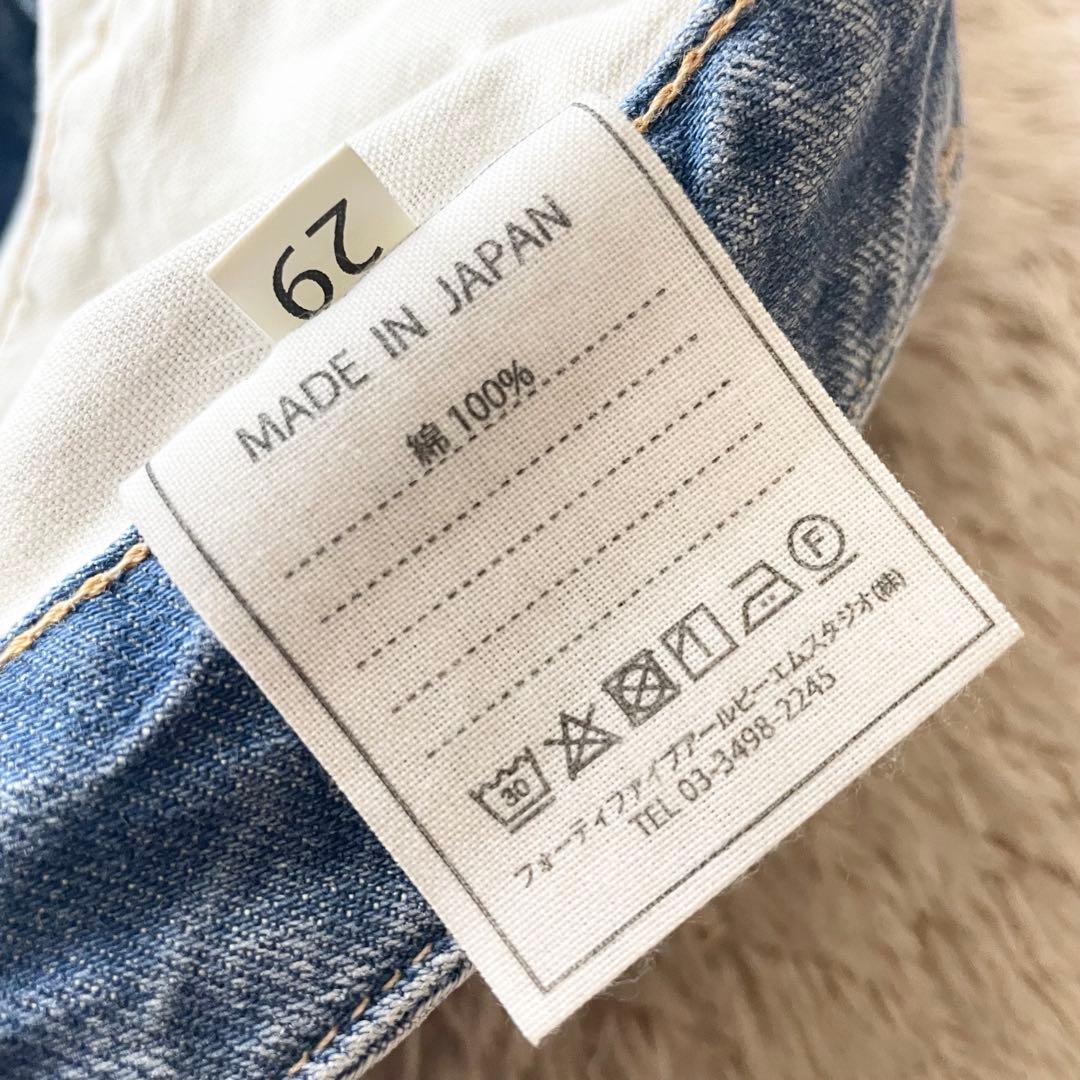 29
MADE IN JAPAN
綿 100%
30
F
フォーティファイブアールピーエムスタジオ(株)
TEL 03-3498-2245